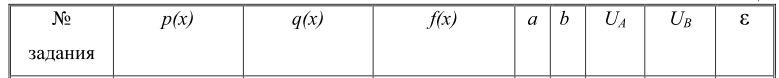 № задания p(x) q(x) f(x) a b U_A U_B ε